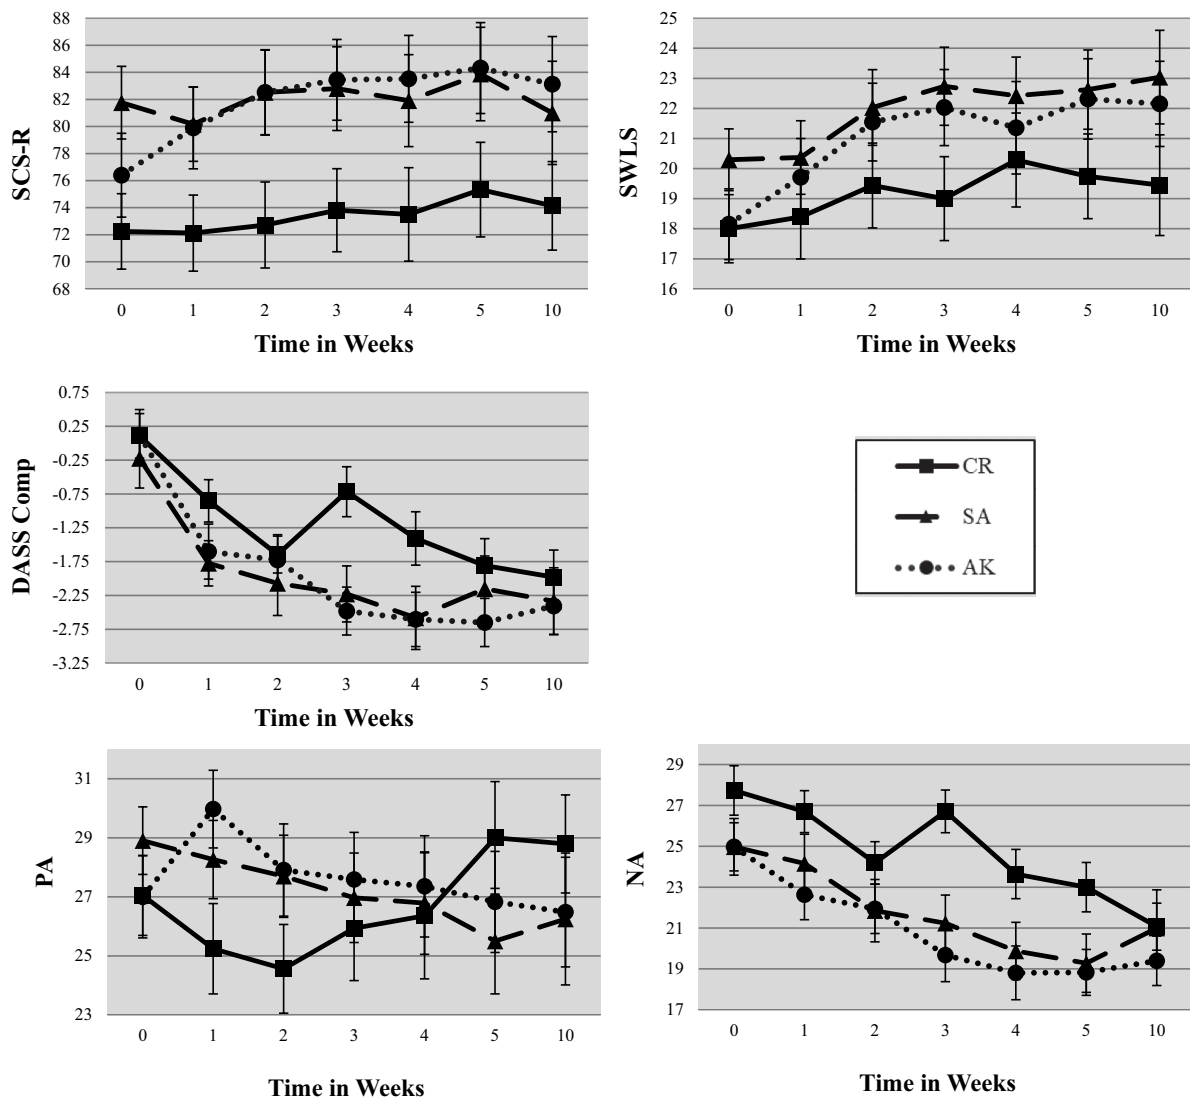 88
86
84
82
80
78
76
74
72
70
68
SCS-R
0 1 2 3 4 5 10
Time in Weeks
25
24
23
22
21
20
19
18
17
16
SWLS
0 1 2 3 4 5 10
Time in Weeks
0.75
0.25
-0.25
-0.75
-1.25
-1.75
-2.25
-2.75
-3.25
DASS Comp
0 1 2 3 4 5 10
Time in Weeks
CR
SA
AK
31
29
27
25
23
PA
0 1 2 3 4 5 10
Time in Weeks
29
27
25
23
21
19
17
NA
0 1 2 3 4 5 10
Time in Weeks